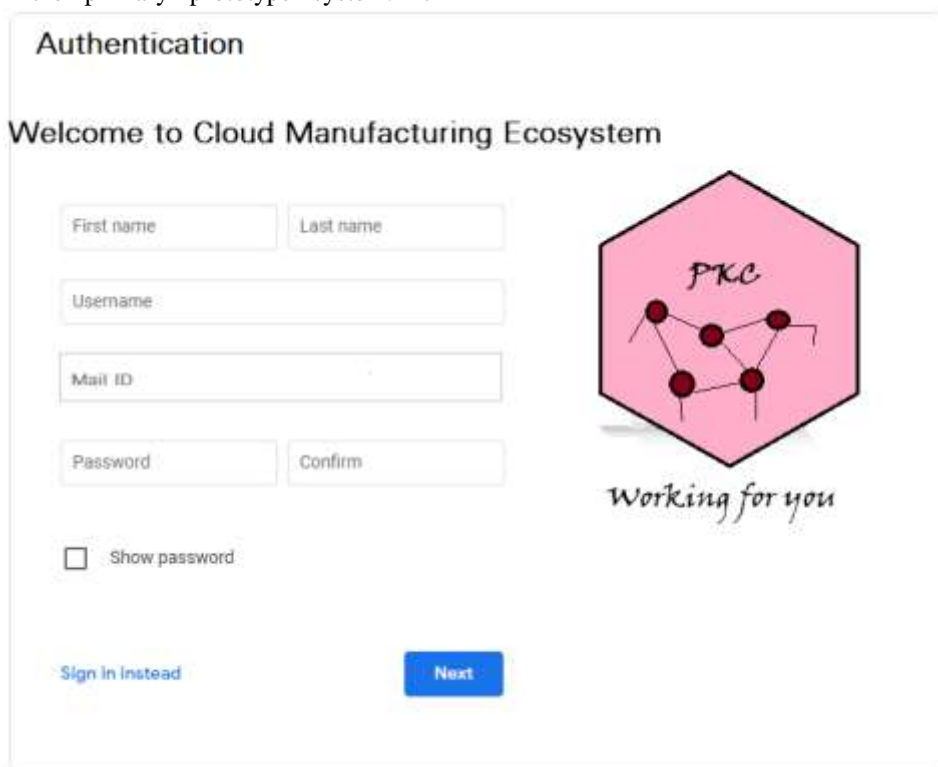 Authentication
Welcome to Cloud Manufacturing Ecosystem
First name Last name
PKC
Username
Mail ID
Password Confirm
Working for you
Show password
Sign in instead Next